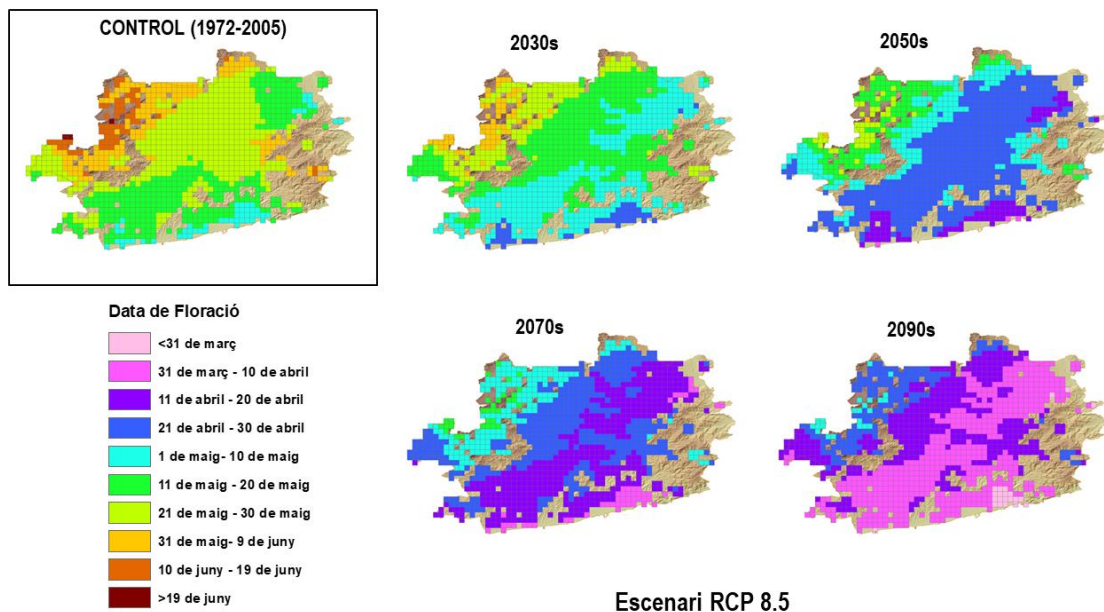 CONTROL (1972-2005)
2030s
2050s
Data de Floració
<31 de març
31 de març - 10 de abril
11 de abril - 20 de abril
21 de abril - 30 de abril
1 de maig- 10 de maig
11 de maig - 20 de maig
21 de maig - 30 de maig
31 de maig- 9 de juny
10 de juny - 19 de juny
>19 de juny
2070s
2090s
Escenari RCP 8.5